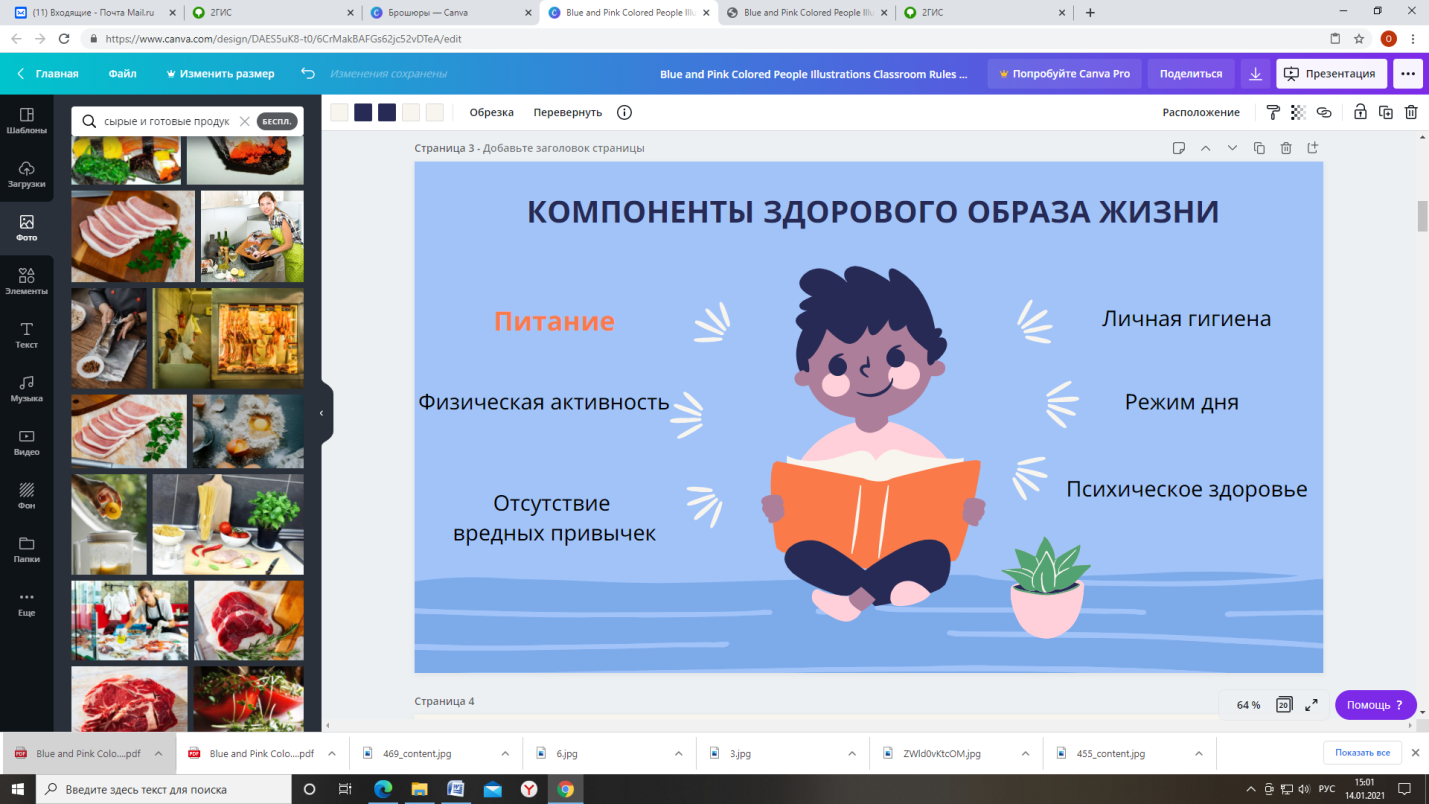 (11) Входящие - Почта Mail.ru
2ГИС
Брошюры — Canva
Blue and Pink Colored People Illu
Blue and Pink Colored People Illu
2ГИС
https://www.canva.com/design/DAES5uK8-t0/6CrMakBAFGs62jc52vDTeA/edit
O
Главная
Файл
Изменить размер
Изменения сохранены
Blue and Pink Colored People Illustrations Classroom Rules ...
Попробуйте Canva Pro
Поделиться
Презентация
Шаблоны
Загрузки
Фото
Элементы
Текст
Музыка
Видео
Фон
Папки
Еще
сырые и готовые продук
БЕСПЛ.
Обрезка
Перевернуть
Расположение
Страница 3 - Добавьте заголовок страницы
КОМПОНЕНТЫ ЗДОРОВОГО ОБРАЗА ЖИЗНИ
Питание
Личная гигиена
Физическая активность
Режим дня
Отсутствие
вредных привычек
Психическое здоровье
Страница 4
64 %
20
Помощь ?
Blue and Pink Colo....pdf
Blue and Pink Colo....pdf
469_content.jpg
6.jpg
3.jpg
ZWId0vKtcOM.jpg
455_content.jpg
Показать все
Введите здесь текст для поиска
РУС
15:01
14.01.2021